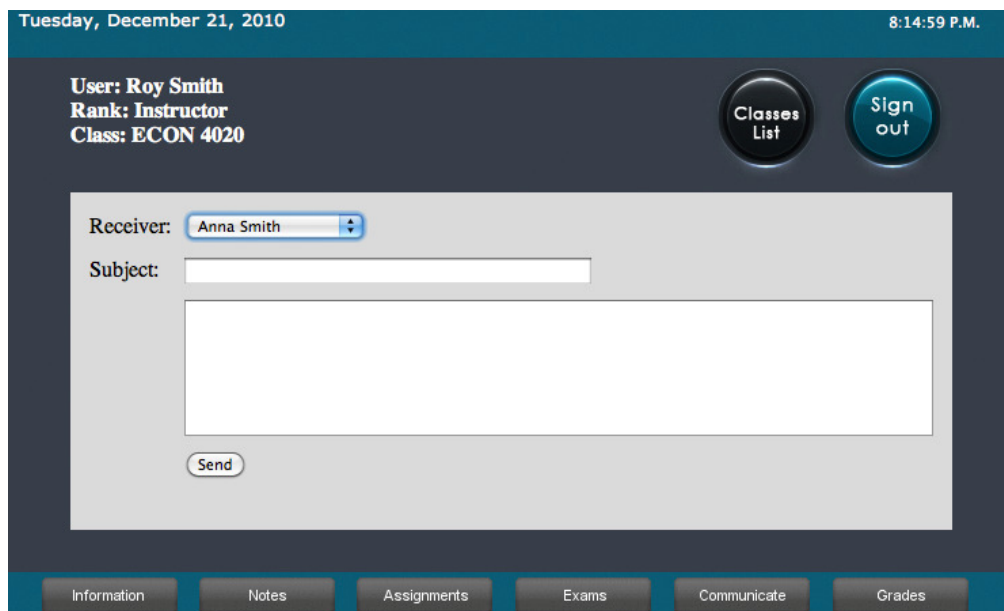 Tuesday, December 21, 2010 8:14:59 P.M.
User: Roy Smith
Rank: Instructor
Class: ECON 4020
Classes
List
Sign
out
Receiver: Anna Smith
Subject:
Send
Information Notes Assignments Exams Communicate Grades